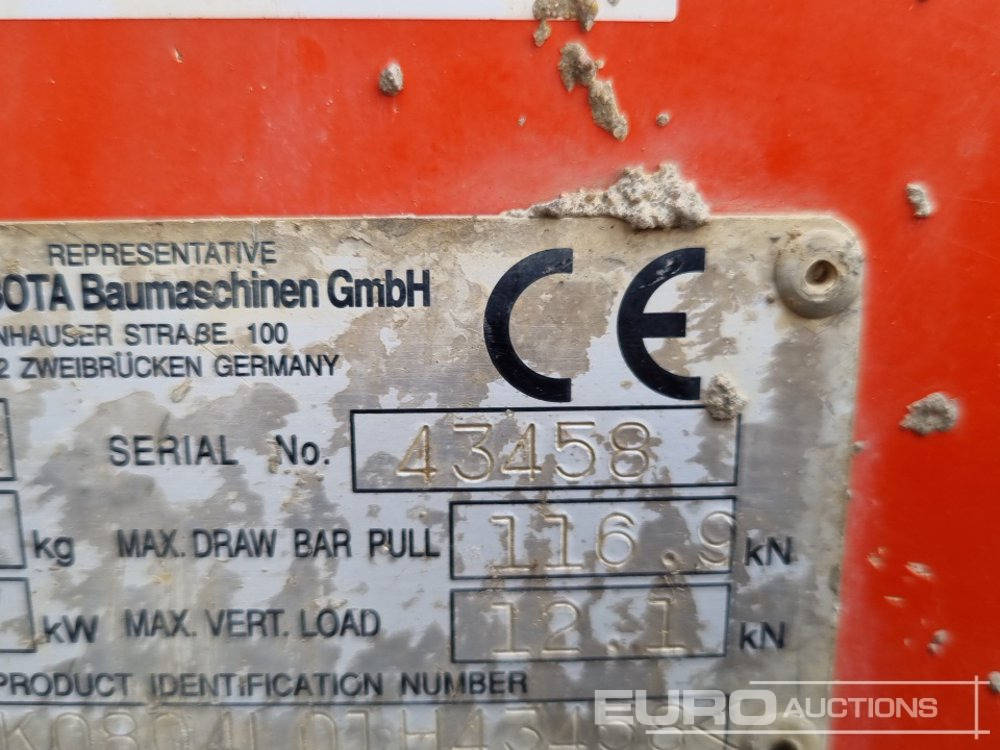 REPRESENTATIVE
BOTA Baumaschinen GmbH
NHAUSER STRAßE. 100
2 ZWEIBRÜCKEN GERMANY
CE
SERIAL No. 43458
kg MAX. DRAW BAR PULL 116.9 kN
kW MAX. VERT. LOAD 12.1 kN
PRODUCT IDENTIFICATION NUMBER
EURO AUCTIONS